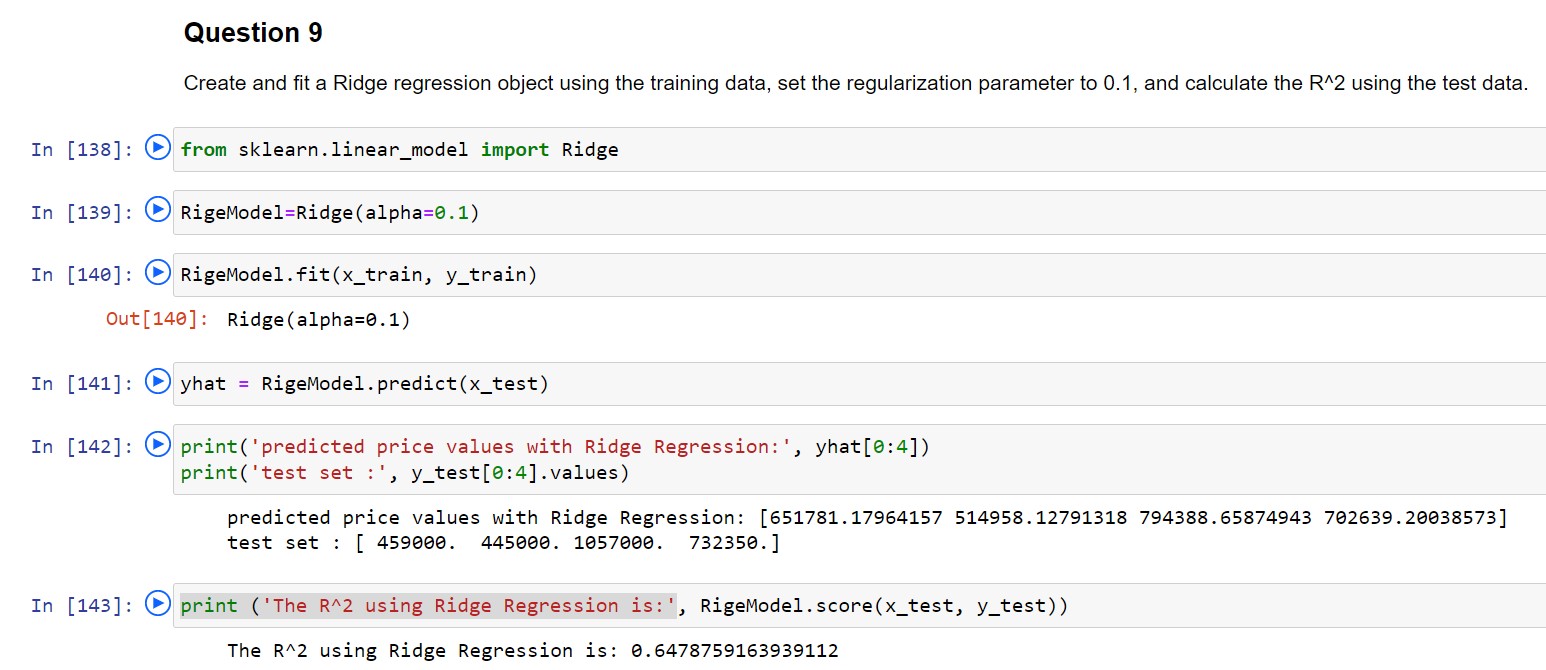 Question 9
Create and fit a Ridge regression object using the training data, set the regularization parameter to 0.1, and calculate the R^2 using the test data.
In [138]: from sklearn.linear_model import Ridge
In [139]: RigeModel=Ridge(alpha=0.1)
In [140]: RigeModel.fit(x_train, y_train)
Out[140]: Ridge(alpha=0.1)
In [141]: yhat = RigeModel.predict(x_test)
In [142]: print('predicted price values with Ridge Regression:', yhat[0:4])
print('test set :', y_test[0:4].values)
predicted price values with Ridge Regression: [651781.17964157 514958.12791318 794388.65874943 702639.20038573]
test set : [ 459000.  445000. 1057000.  732350.]
In [143]: print ('The R^2 using Ridge Regression is:', RigeModel.score(x_test, y_test))
The R^2 using Ridge Regression is: 0.6478759163939112